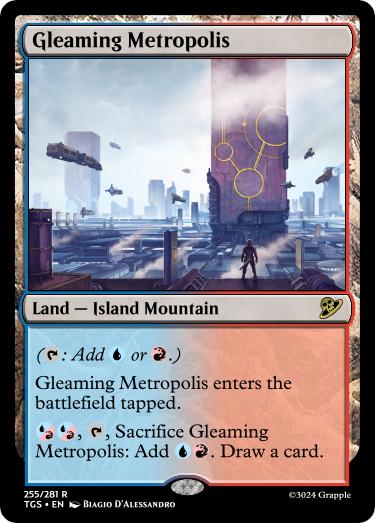 Gleaming Metropolis
Land — Island Mountain
(: Add or .)
Gleaming Metropolis enters the
battlefield tapped.
, , Sacrifice Gleaming
Metropolis: Add . Draw a card.
255/281 R
TGS • EN Biagio D'Alessandro
©3024 Grapple